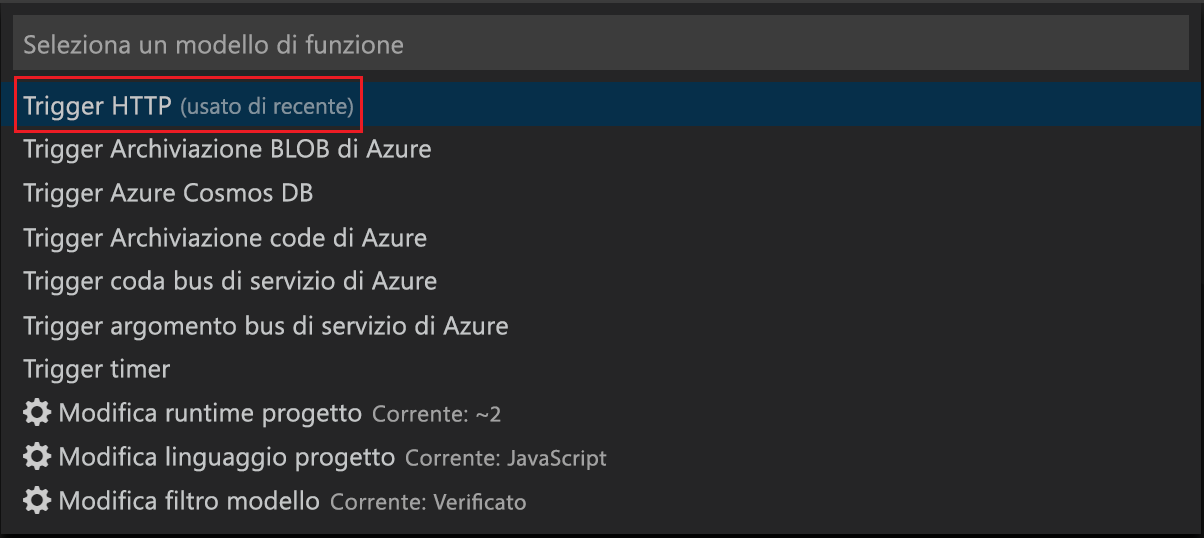 Seleziona un modello di funzione
Trigger HTTP (usato di recente)
Trigger Archiviazione BLOB di Azure
Trigger Azure Cosmos DB
Trigger Archiviazione code di Azure
Trigger coda bus di servizio di Azure
Trigger argomento bus di servizio di Azure
Trigger timer
Modifica runtime progetto Corrente: ~2
Modifica linguaggio progetto Corrente: JavaScript
Modifica filtro modello Corrente: Verificato